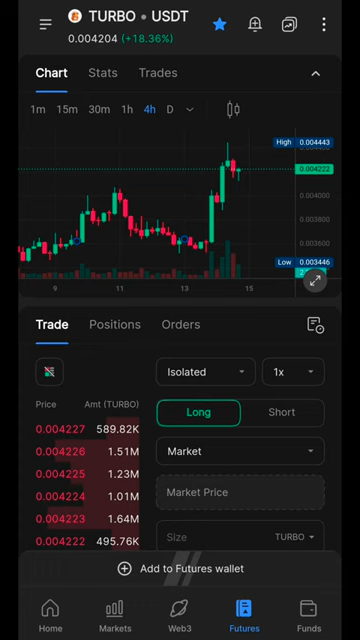 TURBO • USDT
0.004204 (+18.36%)
Chart Stats Trades
1m 15m 30m 1h 4h D
High 0.004443
0.004222
0.004000
0.003800
0.003600
Low 0.003446
9 11 13 15
Trade Positions Orders
Isolated 1x
Price Amt (TURBO)
Long Short
0.004227 589.82K
0.004226 1.51M
Market
0.004225 1.23M
0.004224 1.01M
Market Price
0.004223 1.64M
0.004222 495.76K
Size TURBO
Add to Futures wallet
Home Markets Web3 Futures Funds